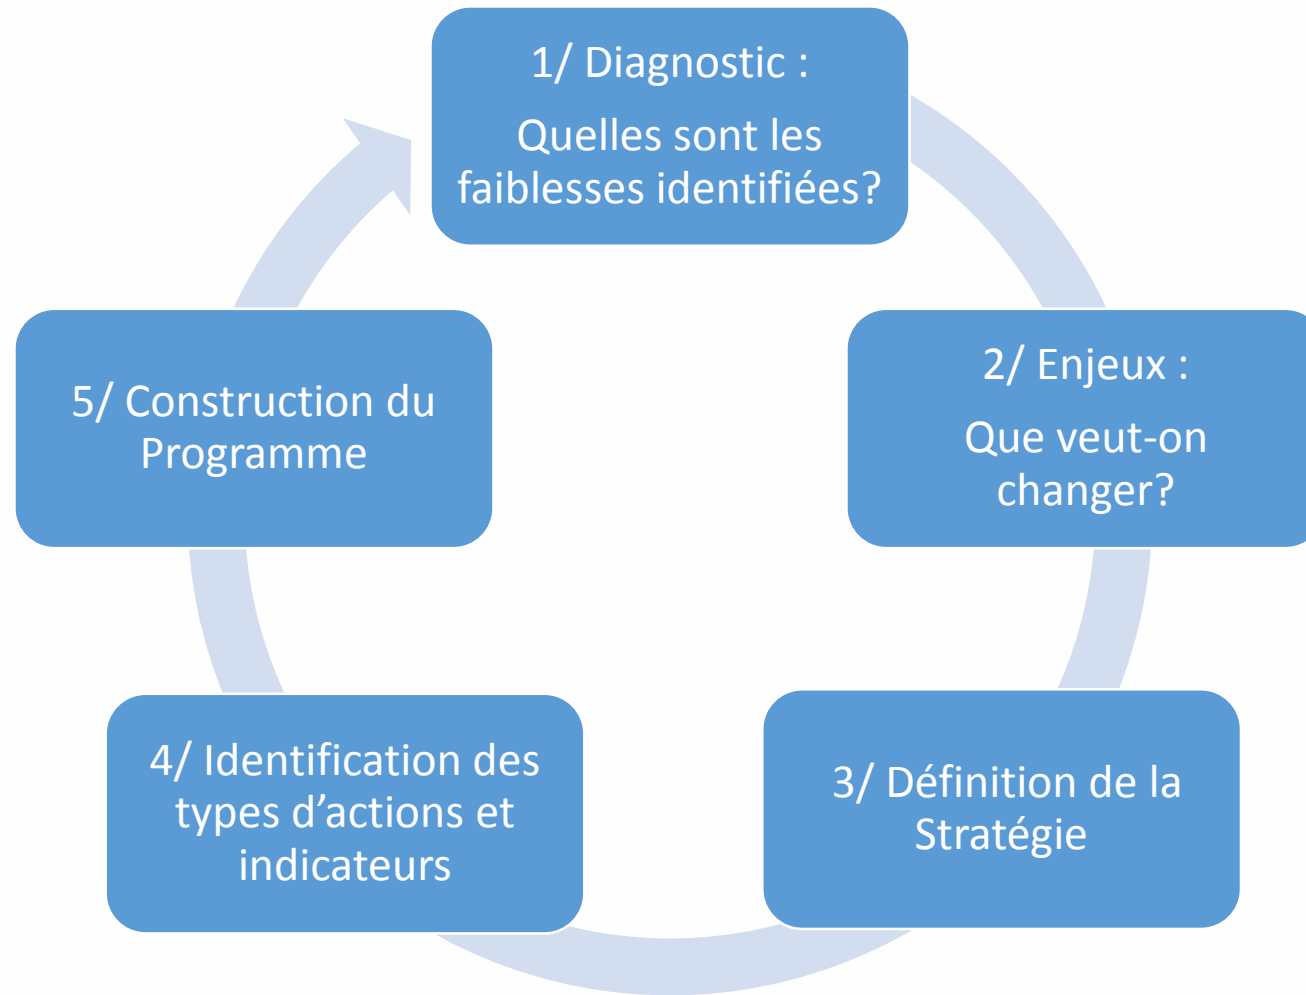 1/ Diagnostic :
Quelles sont les
faiblesses identifiées?
2/ Enjeux :
Que veut-on
changer?
3/ Définition de la
Stratégie
4/ Identification des
types d’actions et
indicateurs
5/ Construction du
Programme